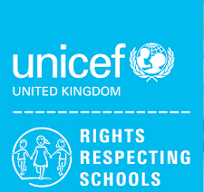 unicef
UNITED KINGDOM
RIGHTS
RESPECTING
SCHOOLS